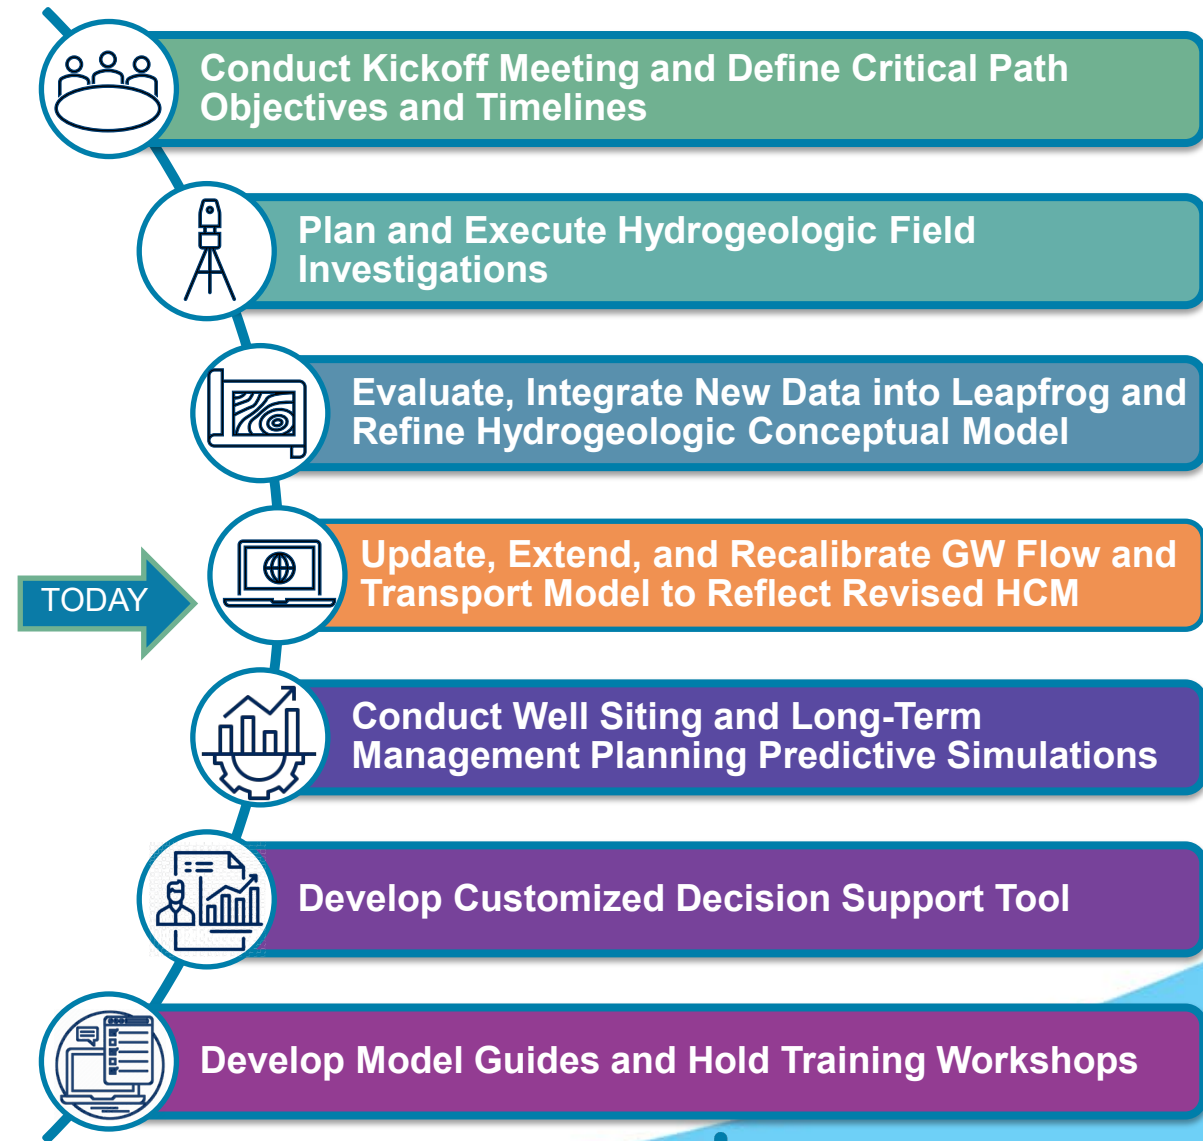 Conduct Kickoff Meeting and Define Critical Path
Objectives and Timelines
Plan and Execute Hydrogeologic Field
Investigations
Evaluate, Integrate New Data into Leapfrog and
Refine Hydrogeologic Conceptual Model
TODAY
Update, Extend, and Recalibrate GW Flow and
Transport Model to Reflect Revised HCM
Conduct Well Siting and Long-Term
Management Planning Predictive Simulations
Develop Customized Decision Support Tool
Develop Model Guides and Hold Training Workshops